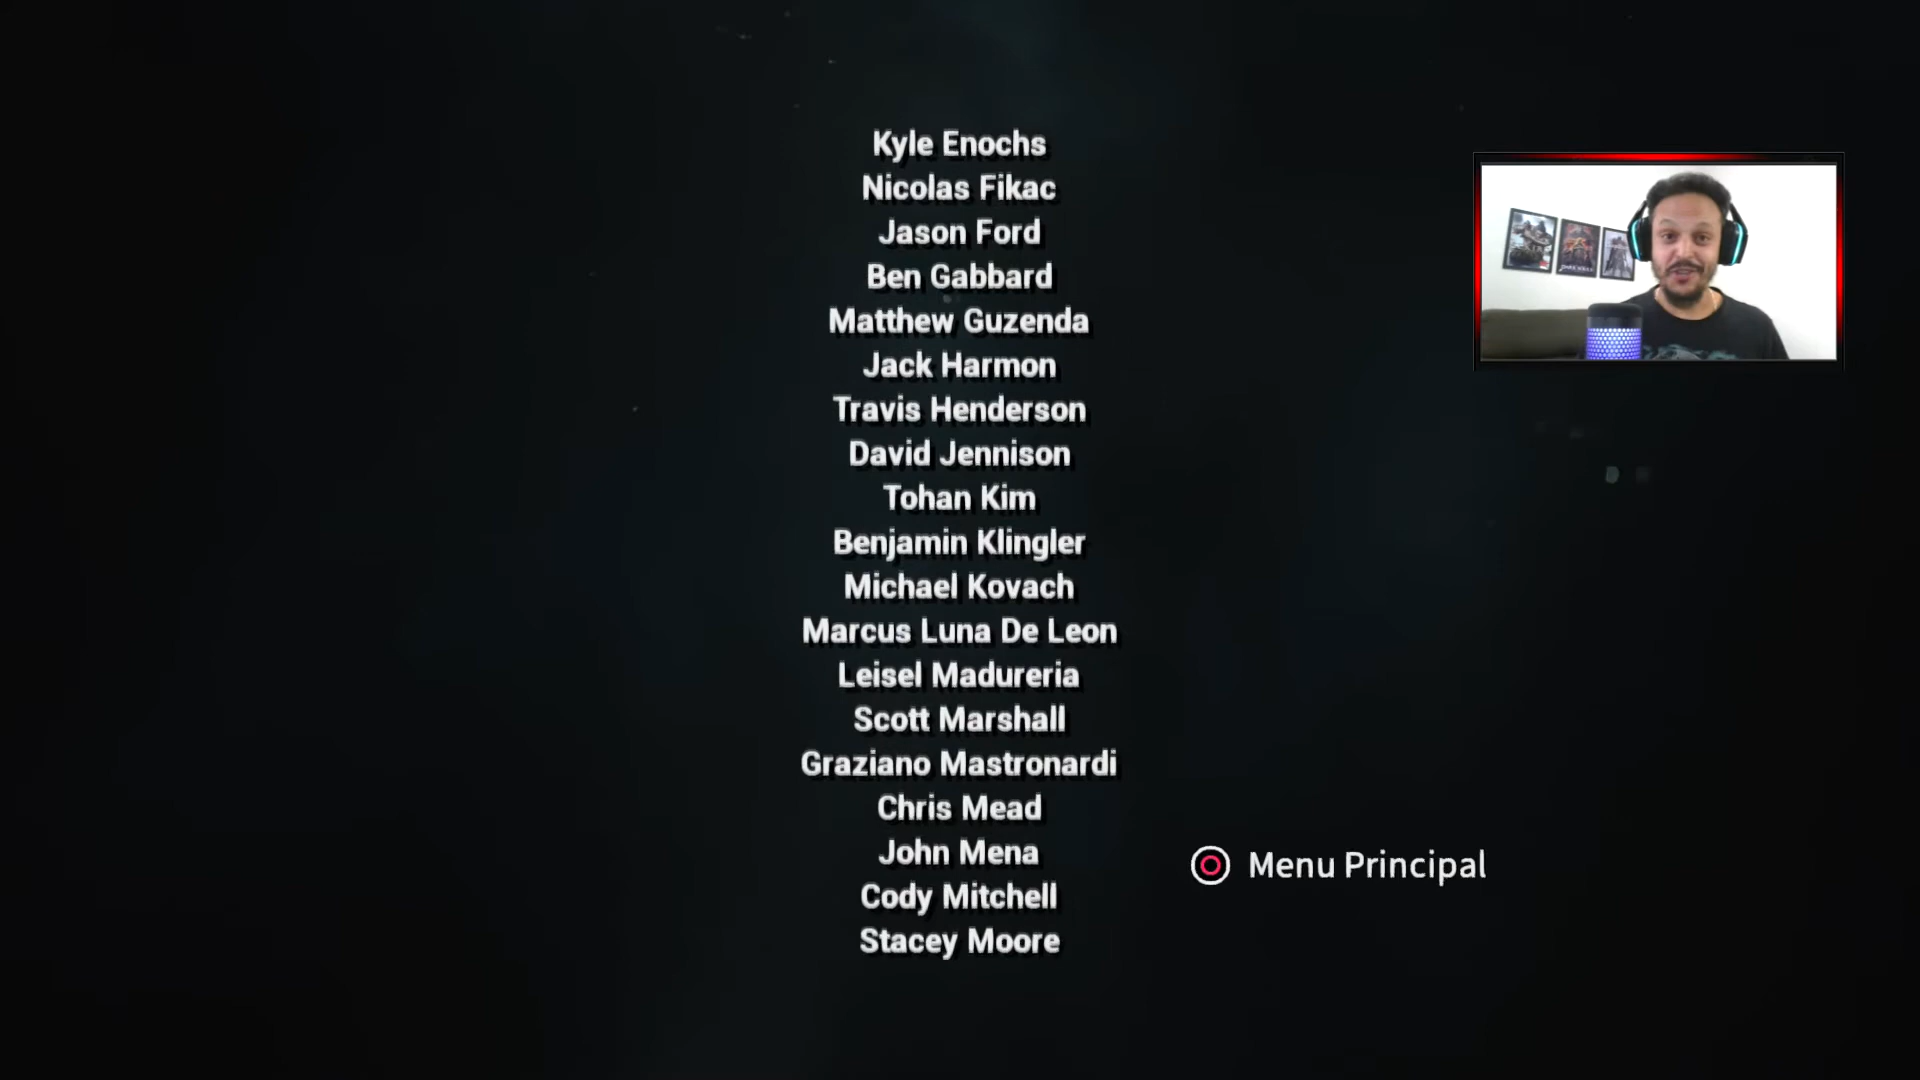 Kyle Enochs
Nicolas Fikac
Jason Ford
Ben Gabbard
Matthew Guzenda
Jack Harmon
Travis Henderson
David Jennison
Tohan Kim
Benjamin Klingler
Michael Kovach
Marcus Luna De Leon
Leisel Madureria
Scott Marshall
Graziano Mastronardi
Chris Mead
John Mena
Cody Mitchell
Stacey Moore
Menu Principal